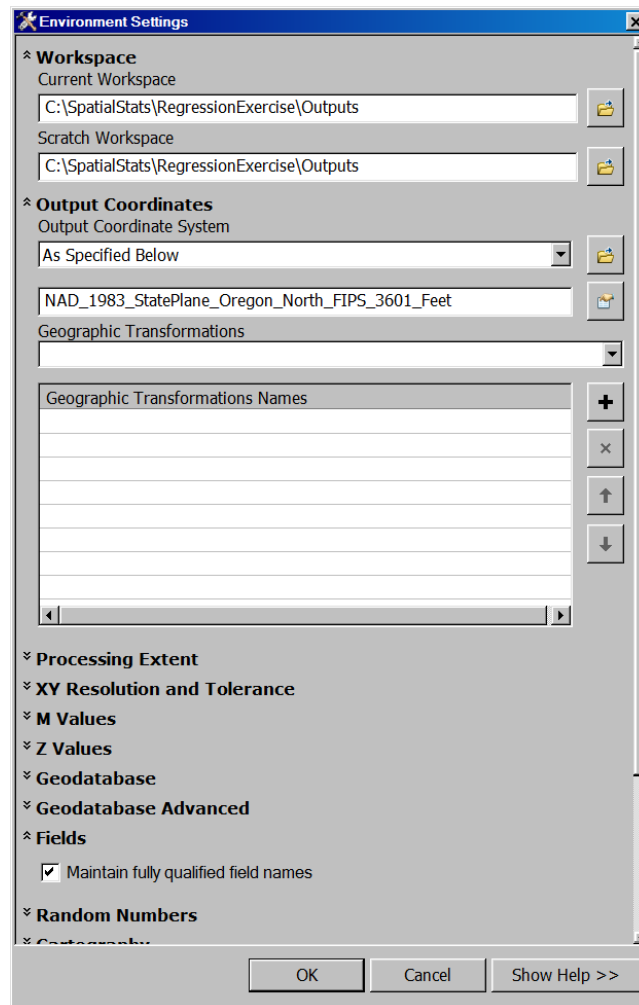 Environment Settings
Workspace
Current Workspace
C:\SpatialStats\RegressionExercise\Outputs
Scratch Workspace
C:\SpatialStats\RegressionExercise\Outputs
Output Coordinates
Output Coordinate System
As Specified Below
NAD_1983_StatePlane_Oregon_North_FIPS_3601_Feet
Geographic Transformations
Geographic Transformations Names
Processing Extent
XY Resolution and Tolerance
M Values
Z Values
Geodatabase
Geodatabase Advanced
Fields
Maintain fully qualified field names
Random Numbers
Cartography
OK Cancel Show Help >>